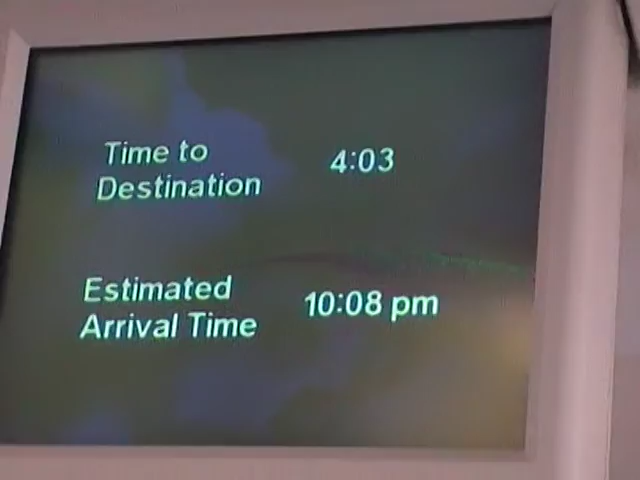 Time to
Destination
4:03
Estimated
Arrival Time
10:08 pm